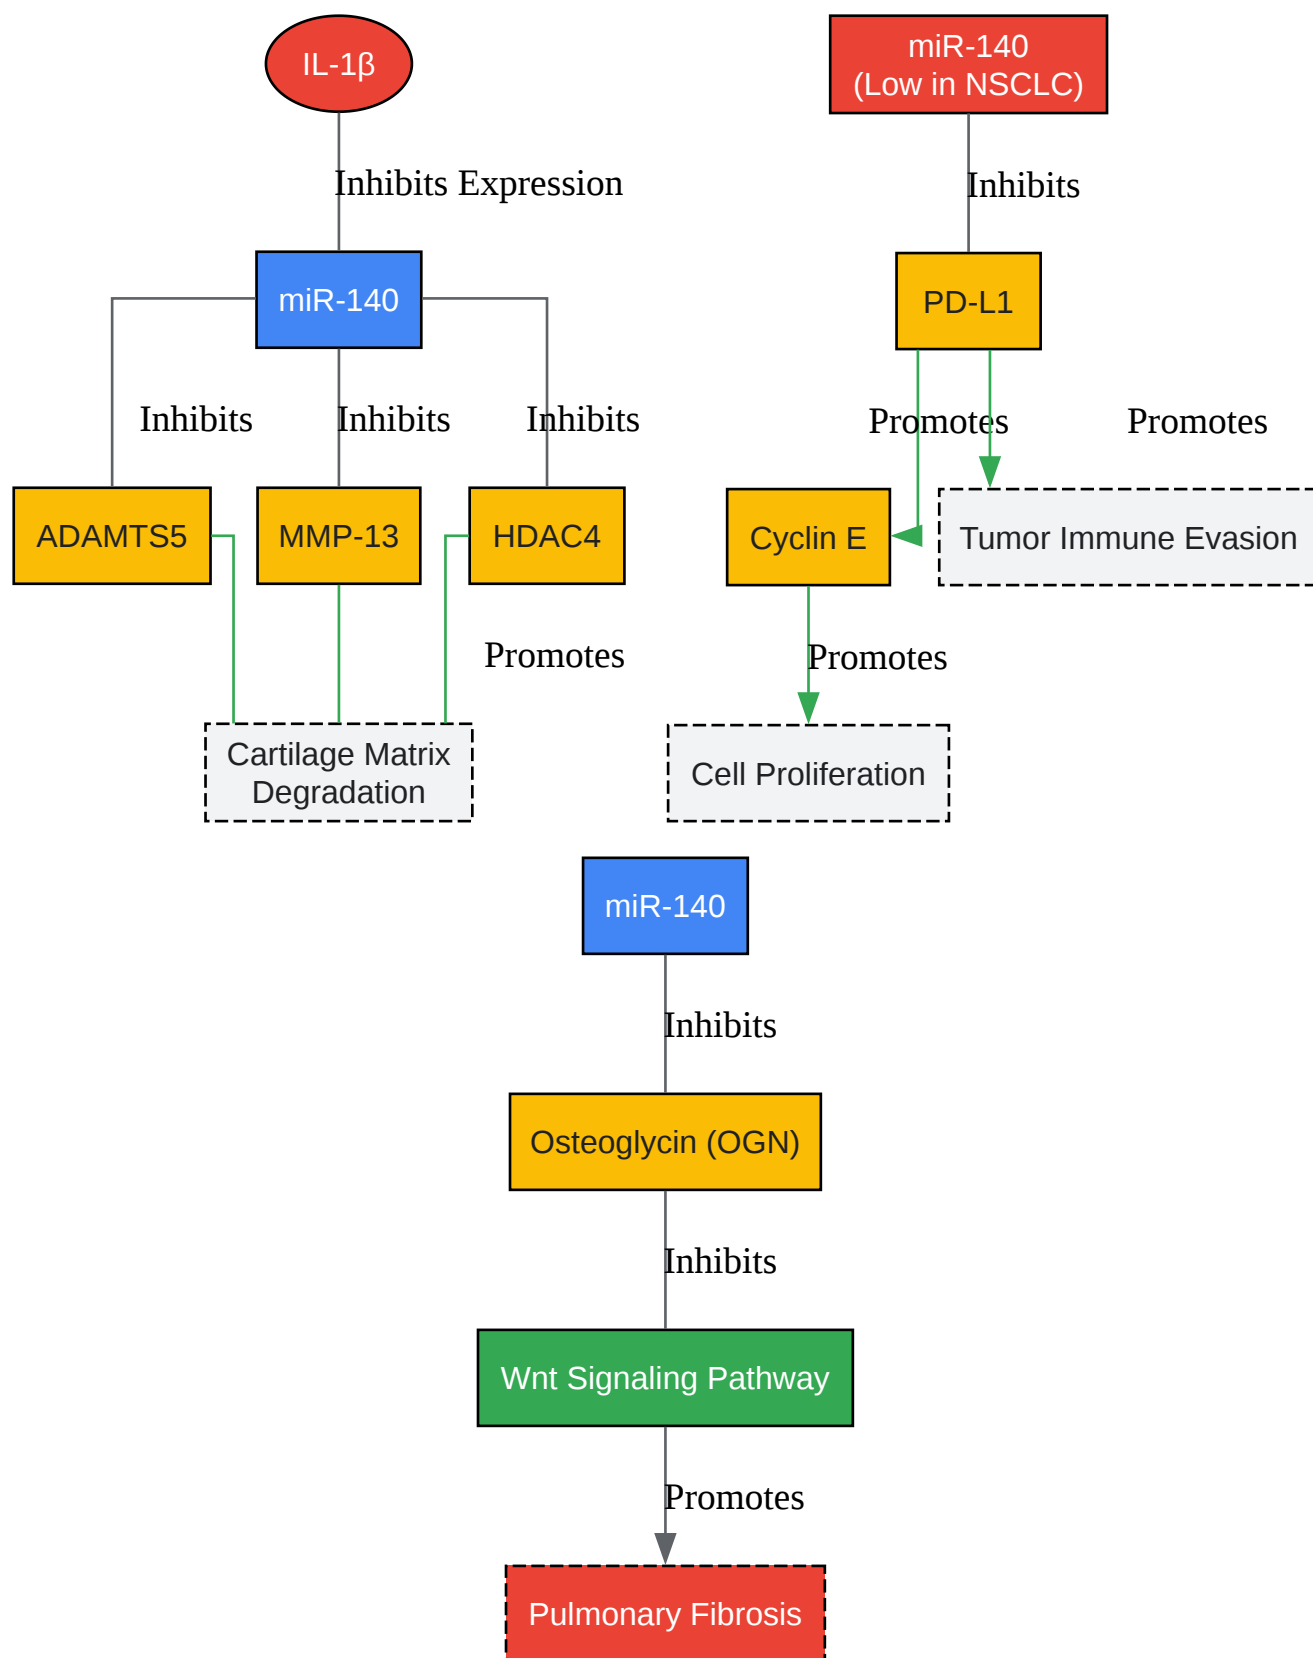 IL-1β
miR-140
(Low in NSCLC)
Inhibits Expression
Inhibits
miR-140
PD-L1
Inhibits
Inhibits
Inhibits
Promotes
Promotes
ADAMTS5
MMP-13
HDAC4
Cyclin E
Tumor Immune Evasion
Promotes
Promotes
Cartilage Matrix
Degradation
Cell Proliferation
miR-140
Inhibits
Osteoglycin (OGN)
Inhibits
Wnt Signaling Pathway
Promotes
Pulmonary Fibrosis